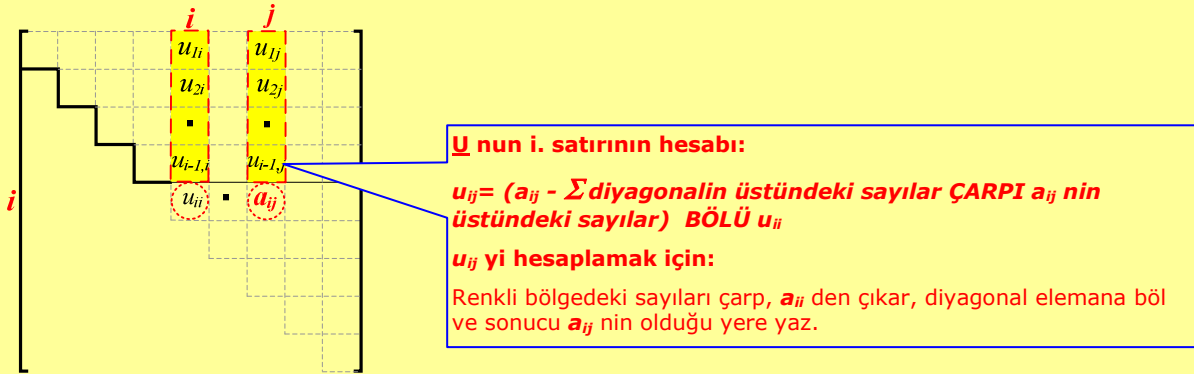 i j
u1i u1j
u2i u2j
▪ ▪
ui-1,i ui-1,j
i uii ▪ aij
U nun i. satırının hesabı:
uij= (aij - Σ diyagonalin üstündeki sayılar ÇARPI aij nin
üstündeki sayılar) BÖLÜ uii
uij yi hesaplamak için:
Renkli bölgedeki sayıları çarp, aii den çıkar, diyagonal elemana böl
ve sonucu aij nin olduğu yere yaz.